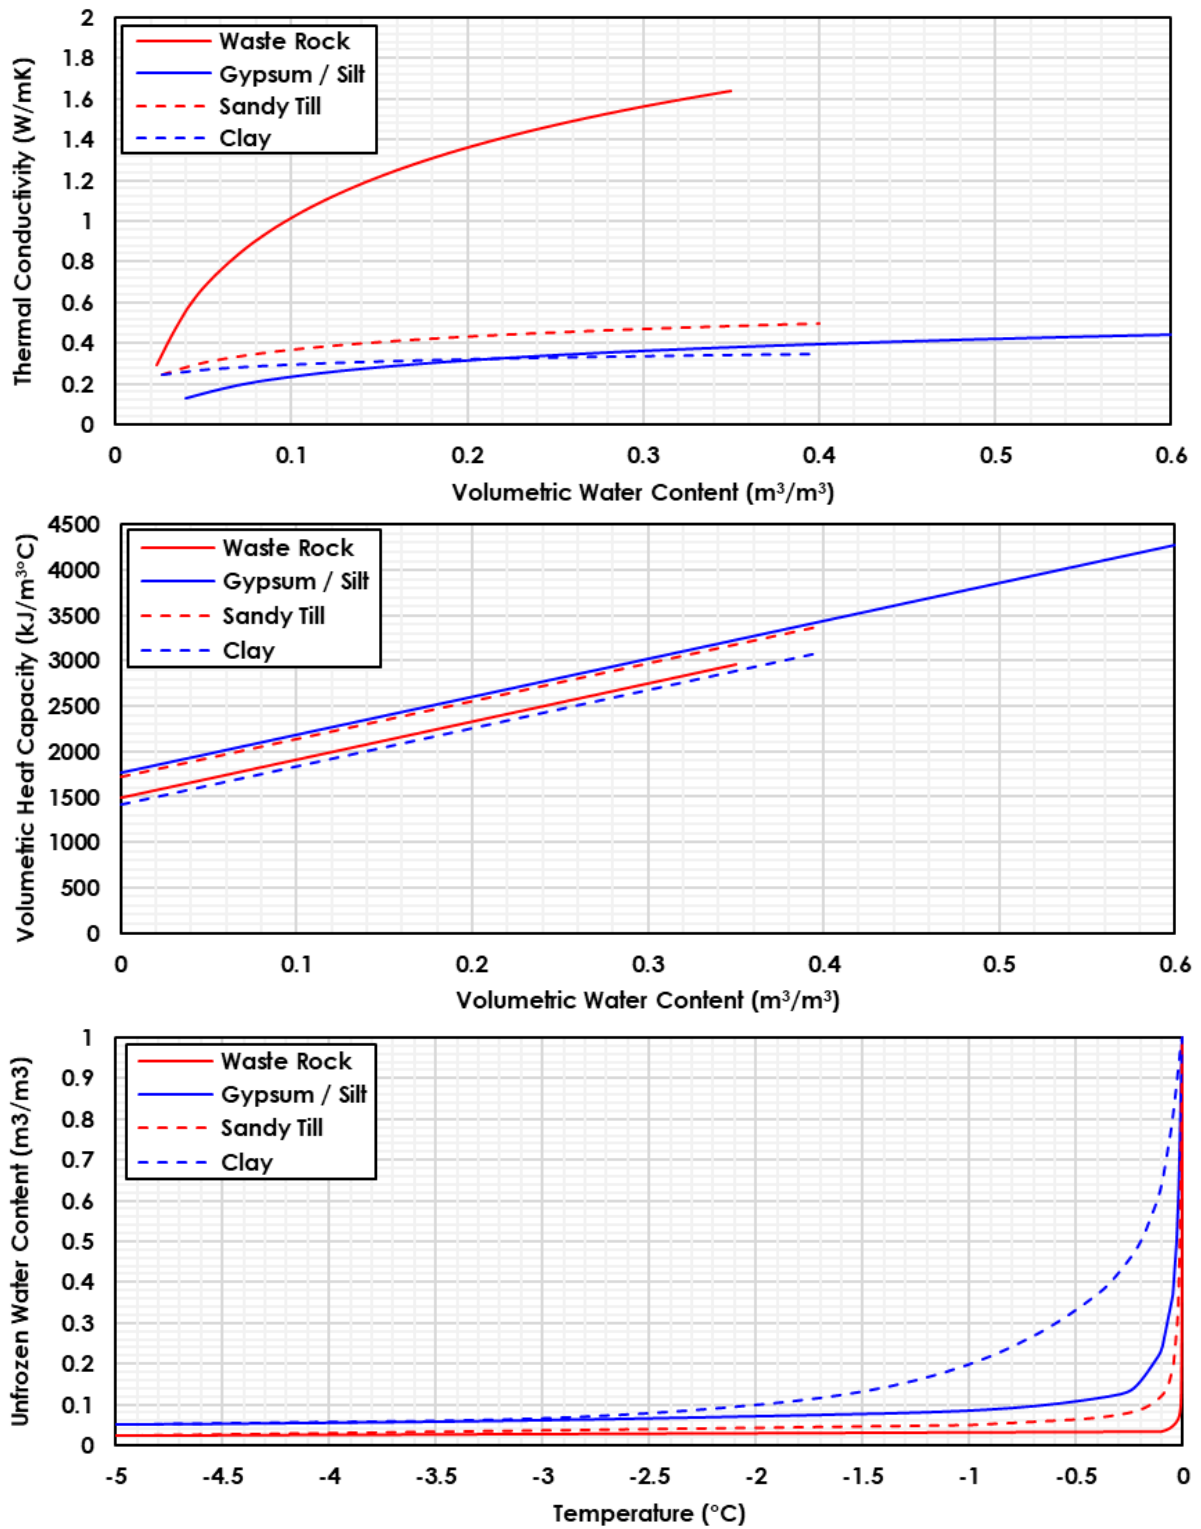 Thermal Conductivity (W/mK)
2
1.8
1.6
1.4
1.2
1
0.8
0.6
0.4
0.2
0
Waste Rock
Gypsum / Silt
Sandy Till
Clay
0 0.1 0.2 0.3 0.4 0.5 0.6
Volumetric Water Content (m³/m³)
Volumetric Heat Capacity (kJ/m³°C)
4500
4000
3500
3000
2500
2000
1500
1000
500
0
Waste Rock
Gypsum / Silt
Sandy Till
Clay
0 0.1 0.2 0.3 0.4 0.5 0.6
Volumetric Water Content (m³/m³)
Unfrozen Water Content (m3/m3)
1
0.9
0.8
0.7
0.6
0.5
0.4
0.3
0.2
0.1
0
Waste Rock
Gypsum / Silt
Sandy Till
Clay
-5 -4.5 -4 -3.5 -3 -2.5 -2 -1.5 -1 -0.5 0
Temperature (°C)